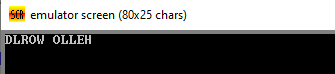 emulator screen (80x25 chars)
DLROW OLLEH